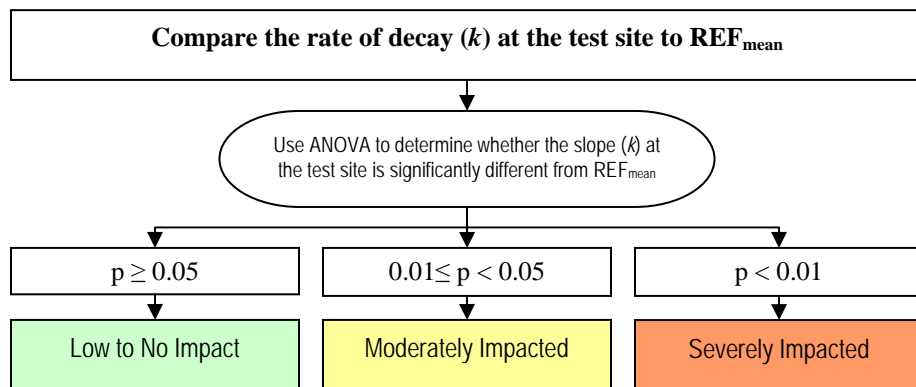 Compare the rate of decay (k) at the test site to REFmean
Use ANOVA to determine whether the slope (k) at
the test site is significantly different from REFmean
p ≥ 0.05
0.01≤ p < 0.05
p < 0.01
Low to No Impact
Moderately Impacted
Severely Impacted